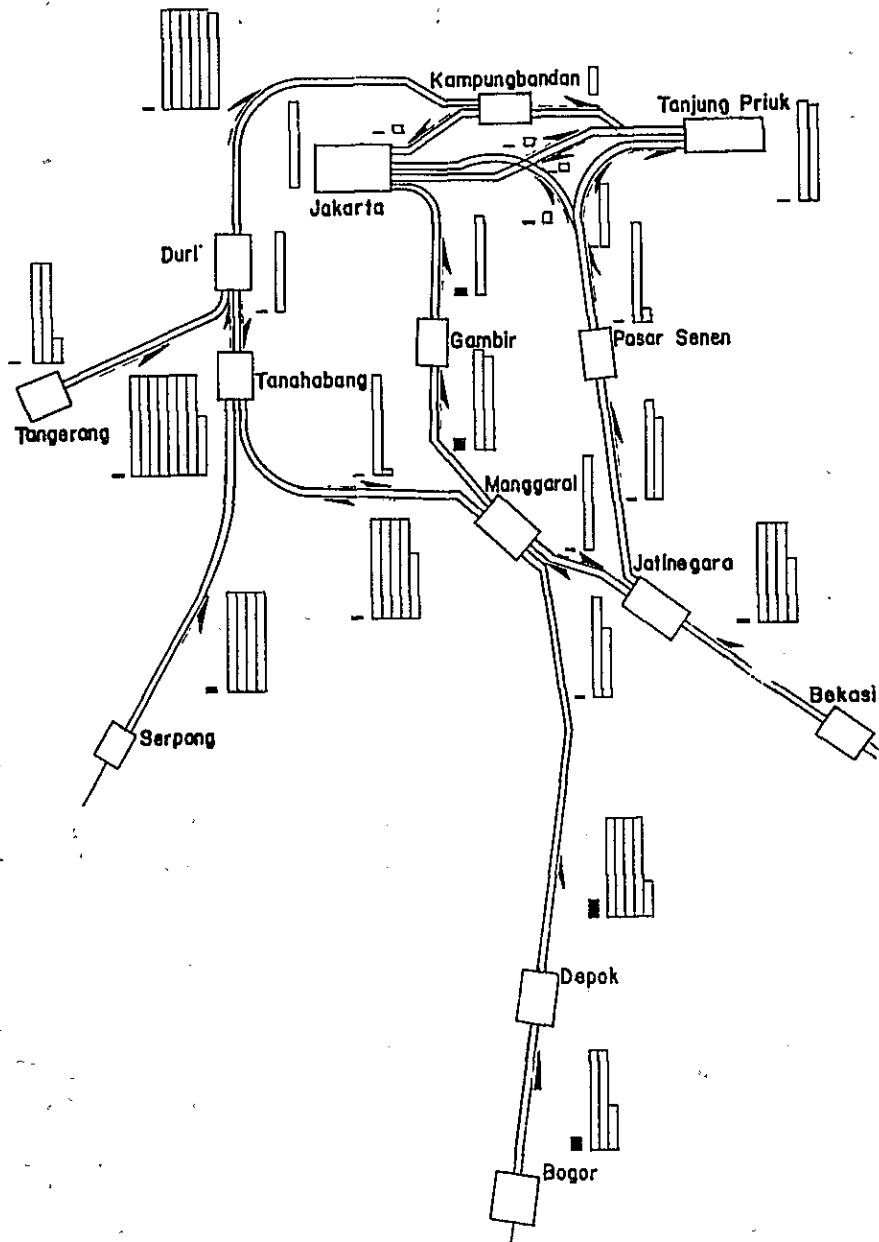 Kampungbandan
Tanjung Priuk
Jakarta
Duri
Gambir
Pasar Senen
Tanahabang
Tangerang
Manggarai
Jatinegara
Bekasi
Serpong
Depok
Bogor